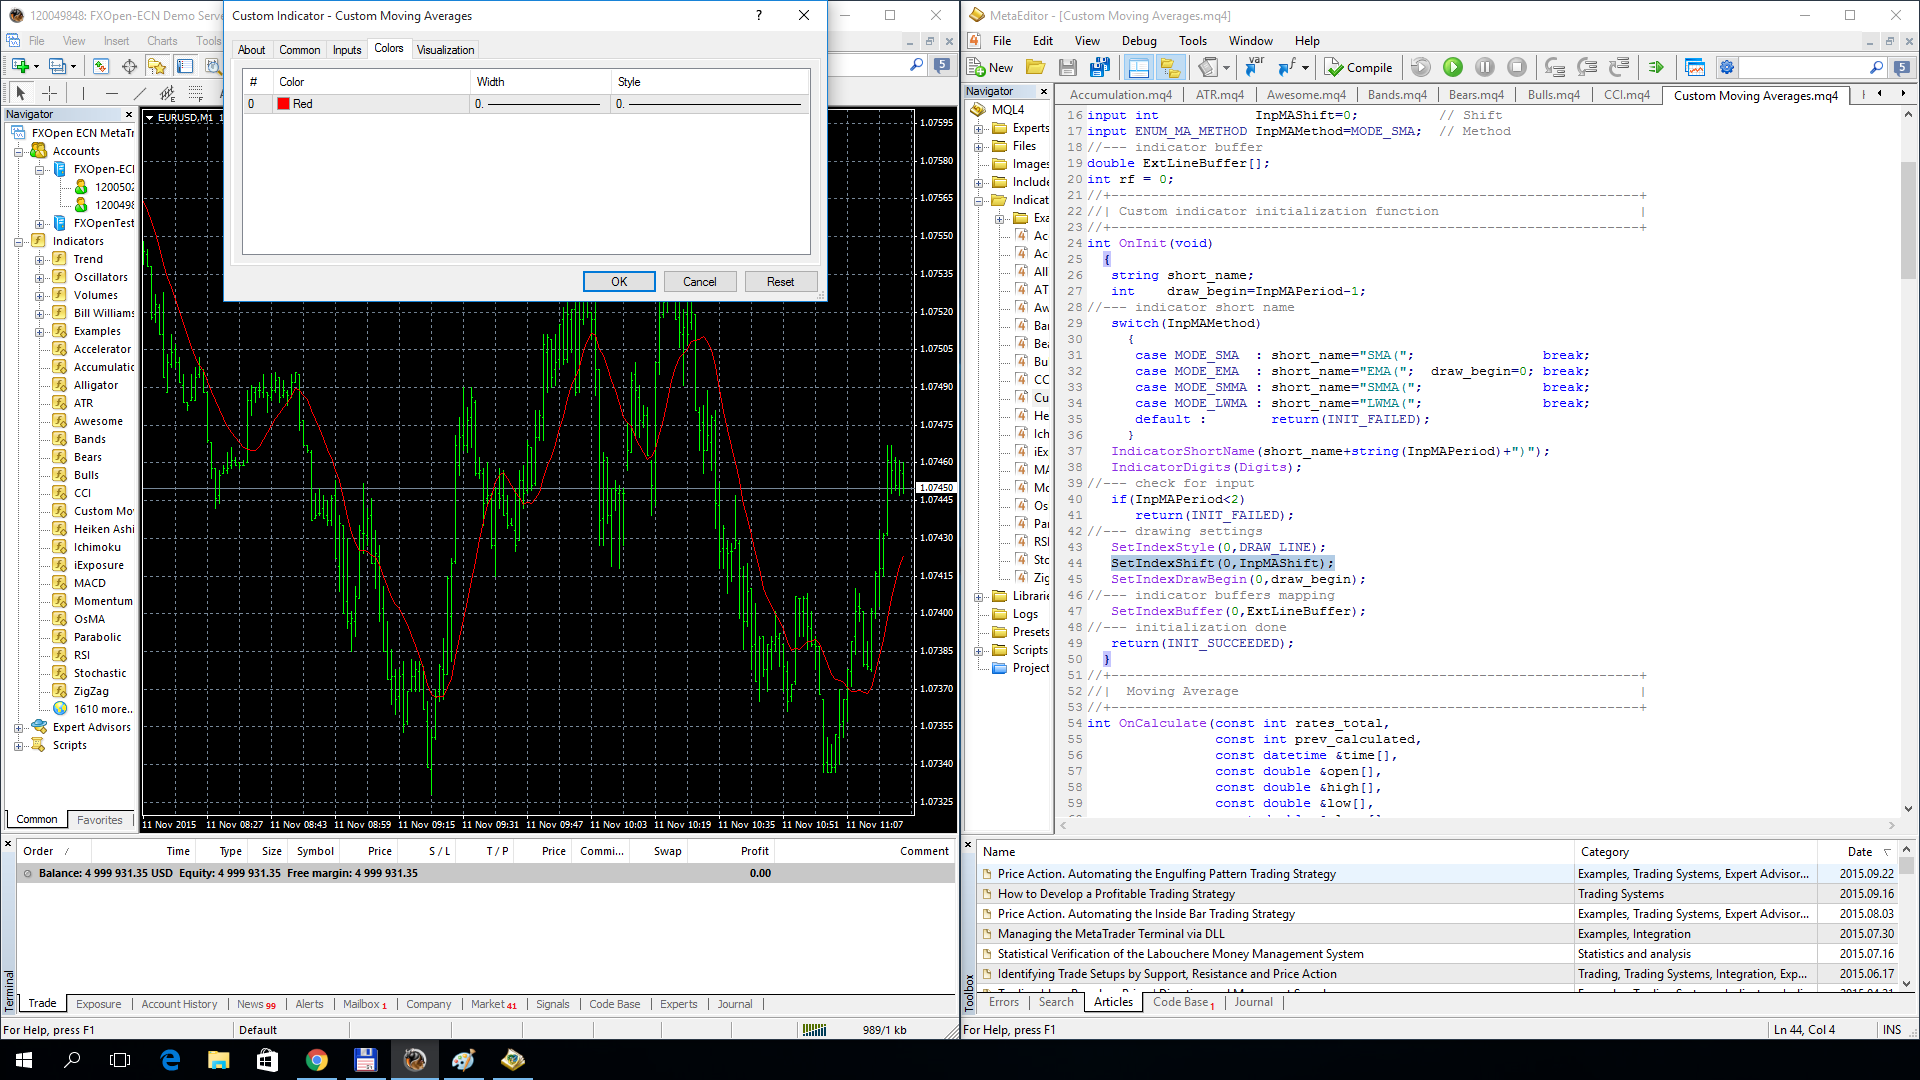 120049848: FXOpen-ECN Demo Serve
File View Insert Charts Tools
5
Navigator
FXOpen ECN MetaTr
Accounts
FXOpen-ECN
1200502
1200498
FXOpenTest
Indicators
Trend
Oscillators
Volumes
Bill Williams
Examples
Accelerator
Accumulatic
Alligator
ATR
Awesome
Bands
Bears
Bulls
CCI
Custom Mo
Heiken Ashi
Ichimoku
iExposure
MACD
Momentum
OsMA
Parabolic
RSI
Stochastic
ZigZag
1610 more..
Expert Advisors
Scripts
Common Favorites
Custom Indicator - Custom Moving Averages
?
About Common Inputs Colors Visualization
# Color Width Style
0 Red 0. 0.
OK Cancel Reset
EURUSD,M1
1.07595
1.07580
1.07565
1.07550
1.07535
1.07520
1.07505
1.07490
1.07475
1.07460
1.07450
1.07445
1.07430
1.07415
1.07400
1.07385
1.07370
1.07355
1.07340
1.07325
11 Nov 2015 11 Nov 08:27 11 Nov 08:43 11 Nov 08:59 11 Nov 09:15 11 Nov 09:31 11 Nov 09:47 11 Nov 10:03 11 Nov 10:19 11 Nov 10:35 11 Nov 10:51 11 Nov 11:07
Order / Time Type Size Symbol Price S / L T / P Price Commi... Swap Profit Comment
Balance: 4 999 931.35 USD Equity: 4 999 931.35 Free margin: 4 999 931.35 0.00
Terminal
Trade Exposure Account History News 99 Alerts Mailbox 1 Company Market 41 Signals Code Base Experts Journal
For Help, press F1 Default 989/1 kb
MetaEditor - [Custom Moving Averages.mq4]
File Edit View Debug Tools Window Help
New var Compile 5
Navigator
MQL4
Experts
Files
Images
Include
Indicat
Exa
Ac
Ac
All
AT
Aw
Bar
Bea
Bu
CC
Cu
He
Ich
iEx
MA
Mo
Os
Par
RSI
Sto
Zig
Librarie
Logs
Presets
Scripts
Project
Accumulation.mq4 ATR.mq4 Awesome.mq4 Bands.mq4 Bears.mq4 Bulls.mq4 CCI.mq4 Custom Moving Averages.mq4
16 input int InpMAShift=0; // Shift
17 input ENUM_MA_METHOD InpMAMethod=MODE_SMA; // Method
18 //--- indicator buffer
19 double ExtLineBuffer[];
20 int rf = 0;
21 //+------------------------------------------------------------------+
22 //| Custom indicator initialization function |
23 //+------------------------------------------------------------------+
24 int OnInit(void)
25 {
26 string short_name;
27 int draw_begin=InpMAPeriod-1;
28 //--- indicator short name
29 switch(InpMAMethod)
30 {
31 case MODE_SMA : short_name="SMA("; break;
32 case MODE_EMA : short_name="EMA("; draw_begin=0; break;
33 case MODE_SMMA : short_name="SMMA("; break;
34 case MODE_LWMA : short_name="LWMA("; break;
35 default : return(INIT_FAILED);
36 }
37 IndicatorShortName(short_name+string(InpMAPeriod)+")");
38 IndicatorDigits(Digits);
39 //--- check for input
40 if(InpMAPeriod<2)
41 return(INIT_FAILED);
42 //--- drawing settings
43 SetIndexStyle(0,DRAW_LINE);
44 SetIndexShift(0,InpMAShift);
45 SetIndexDrawBegin(0,draw_begin);
46 //--- indicator buffers mapping
47 SetIndexBuffer(0,ExtLineBuffer);
48 //--- initialization done
49 return(INIT_SUCCEEDED);
50 }
51 //+------------------------------------------------------------------+
52 //| Moving Average |
53 //+------------------------------------------------------------------+
54 int OnCalculate(const int rates_total,
55 const int prev_calculated,
56 const datetime &time[],
57 const double &open[],
58 const double &high[],
59 const double &low[],
Name Category Date
Price Action. Automating the Engulfing Pattern Trading Strategy Examples, Trading Systems, Expert Advisor... 2015.09.22
How to Develop a Profitable Trading Strategy Trading Systems 2015.09.16
Price Action. Automating the Inside Bar Trading Strategy Examples, Trading Systems, Expert Advisor... 2015.08.03
Managing the MetaTrader Terminal via DLL Examples, Integration 2015.07.30
Statistical Verification of the Labouchere Money Management System Statistics and analysis 2015.07.16
Identifying Trade Setups by Support, Resistance and Price Action Trading, Trading Systems, Integration, Exp... 2015.06.17
Toolbox
Errors Search Articles Code Base 1 Journal
For Help, press F1 Ln 44, Col 4 INS